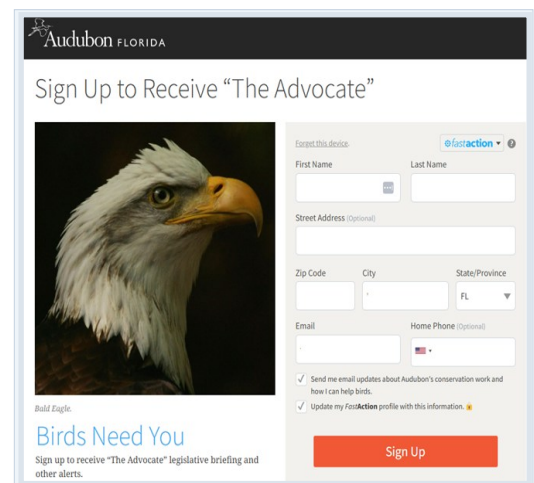 Audubon FLORIDA
Sign Up to Receive “The Advocate”
Forget this device.
fastaction
?
First Name
Last Name
Street Address (Optional)
Zip Code
City
State/Province
FL
Email
Home Phone (Optional)
Send me email updates about Audubon's conservation work and
how I can help birds.
Update my FastAction profile with this information.
Sign Up
Bald Eagle.
Birds Need You
Sign up to receive “The Advocate” legislative briefing and
other alerts.